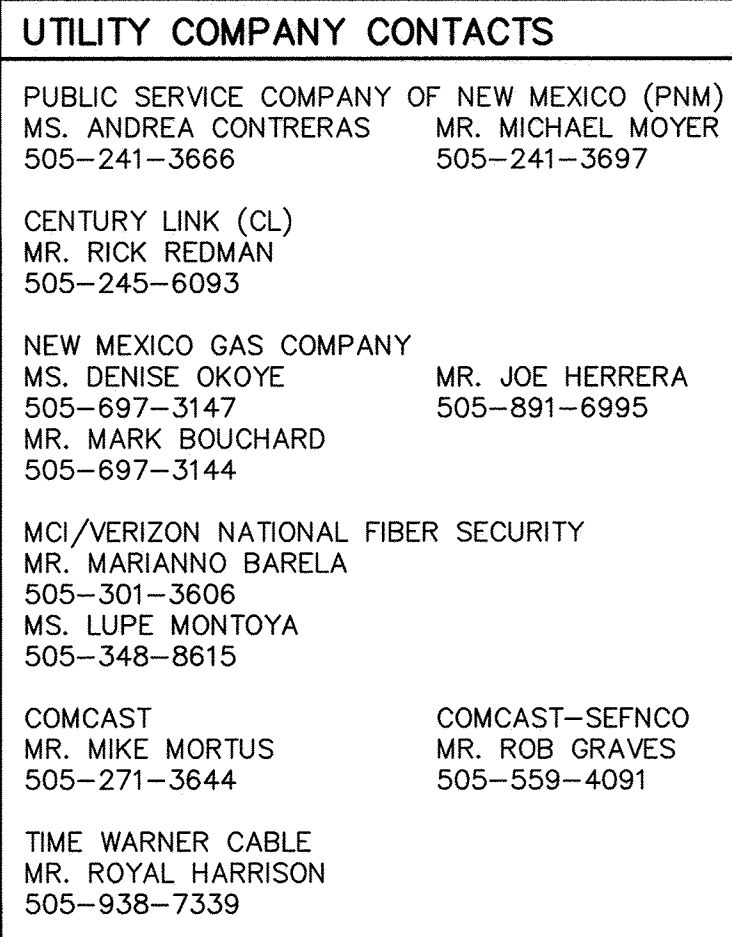 UTILITY COMPANY CONTACTS
PUBLIC SERVICE COMPANY OF NEW MEXICO (PNM)
MS. ANDREA CONTRERAS MR. MICHAEL MOYER
505-241-3666 505-241-3697
CENTURY LINK (CL)
MR. RICK REDMAN
505-245-6093
NEW MEXICO GAS COMPANY
MS. DENISE OKOYE MR. JOE HERRERA
505-697-3147 505-891-6995
MR. MARK BOUCHARD
505-697-3144
MCI/VERIZON NATIONAL FIBER SECURITY
MR. MARIANNO BARELA
505-301-3606
MS. LUPE MONTOYA
505-348-8615
COMCAST COMCAST-SEFNCO
MR. MIKE MORTUS MR. ROB GRAVES
505-271-3644 505-559-4091
TIME WARNER CABLE
MR. ROYAL HARRISON
505-938-7339